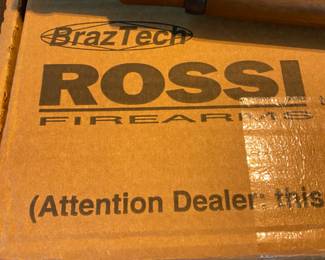 BrazTech
ROSSI
FIREARMS
(Attention Dealer: this